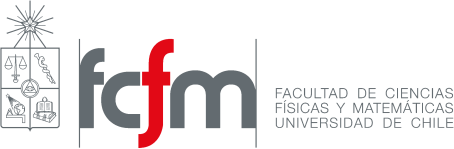 fcfm
FACULTAD DE CIENCIAS
FÍSICAS Y MATEMÁTICAS
UNIVERSIDAD DE CHILE